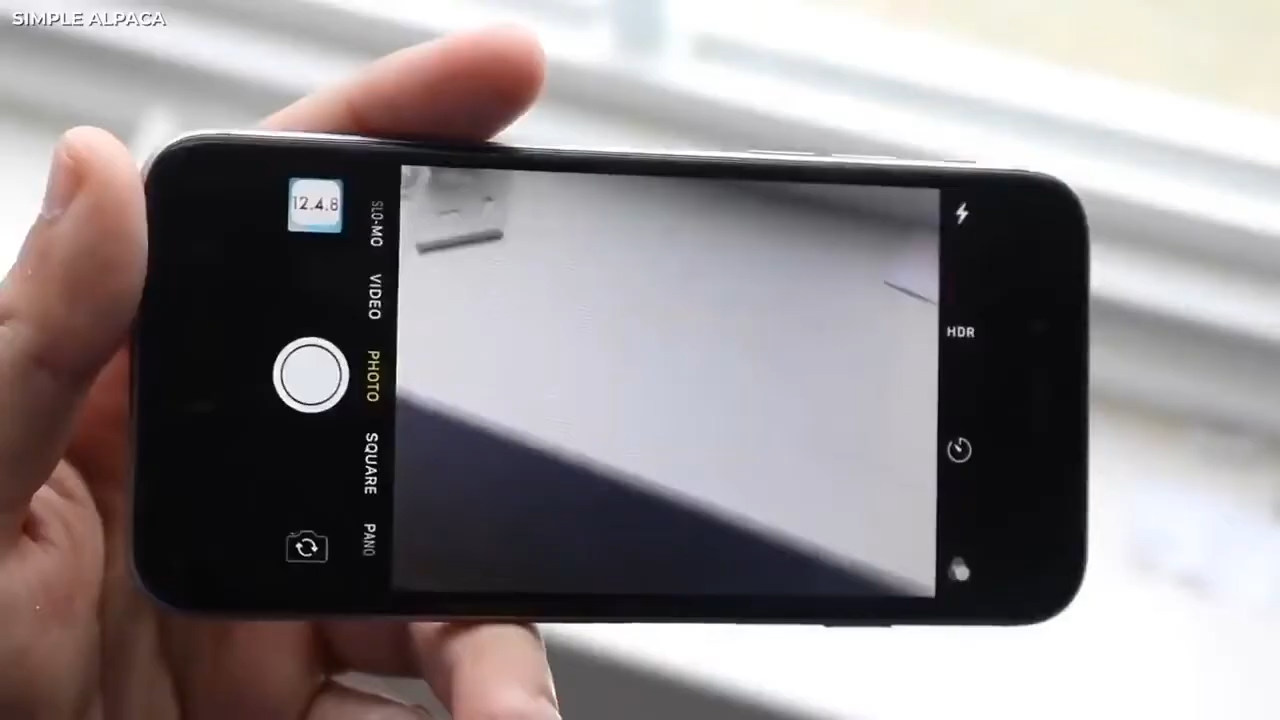 SIMPLE ALPACA
12.4.8
SLO-MO
VIDEO
PHOTO
SQUARE
PANO
HDR